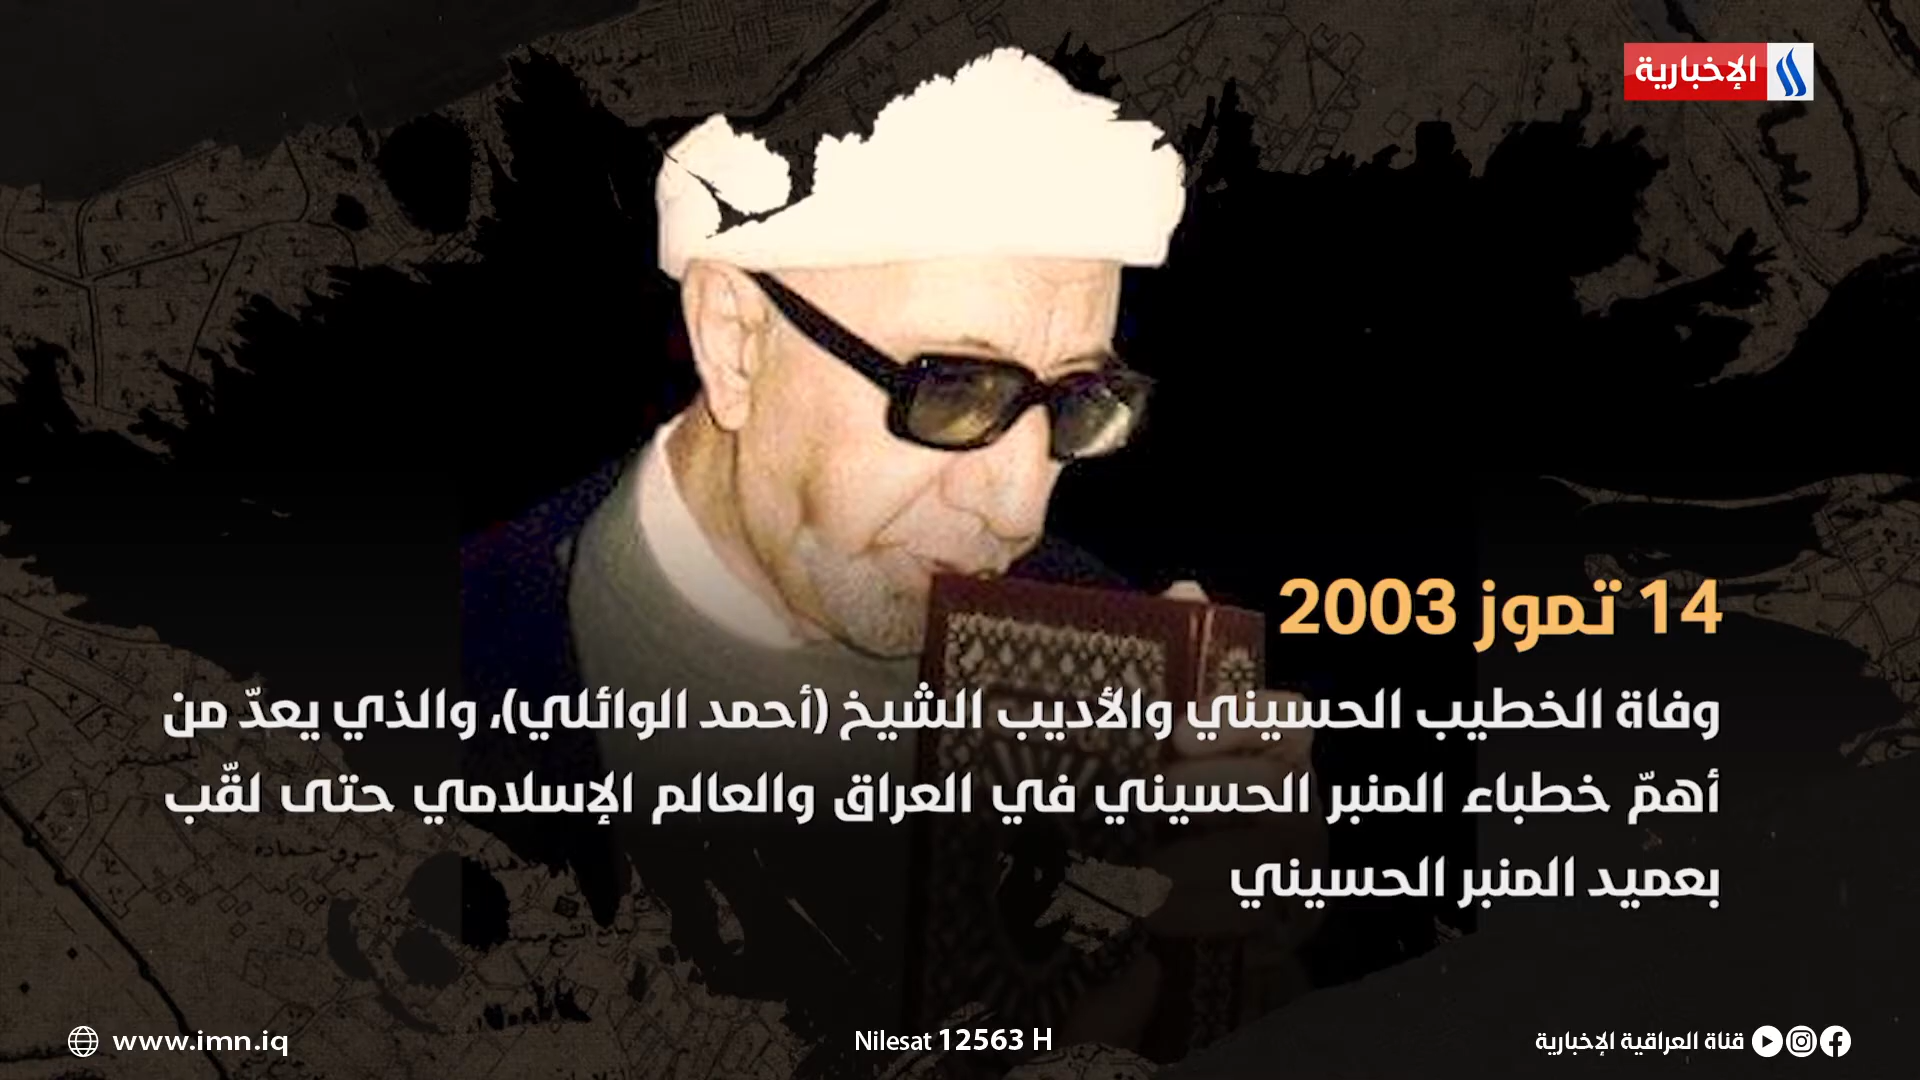 الإخبارية
14 تموز 2003
وفاة الخطيب الحسيني والأديب الشيخ (أحمد الوائلي)، والذي يعدّ من
أهمّ خطباء المنبر الحسيني في العراق والعالم الإسلامي حتى لقّب
بعميد المنبر الحسيني
قناة العراقية الإخبارية
Nilesat 12563 H
www.imn.iq